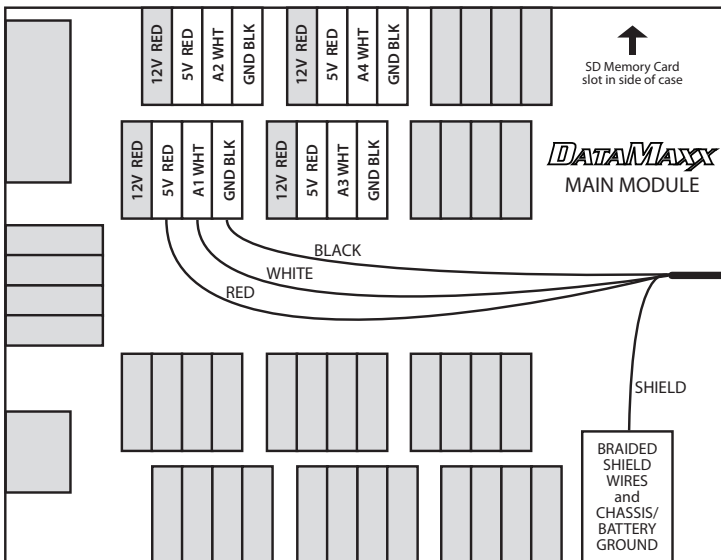 12V RED
5V RED
A2 WHT
GND BLK
12V RED
5V RED
A4 WHT
GND BLK
SD Memory Card
slot in side of case
12V RED
5V RED
A1 WHT
GND BLK
12V RED
5V RED
A3 WHT
GND BLK
DATAMAXX
MAIN MODULE
BLACK
WHITE
RED
SHIELD
BRAIDED
SHIELD
WIRES
and
CHASSIS/
BATTERY
GROUND